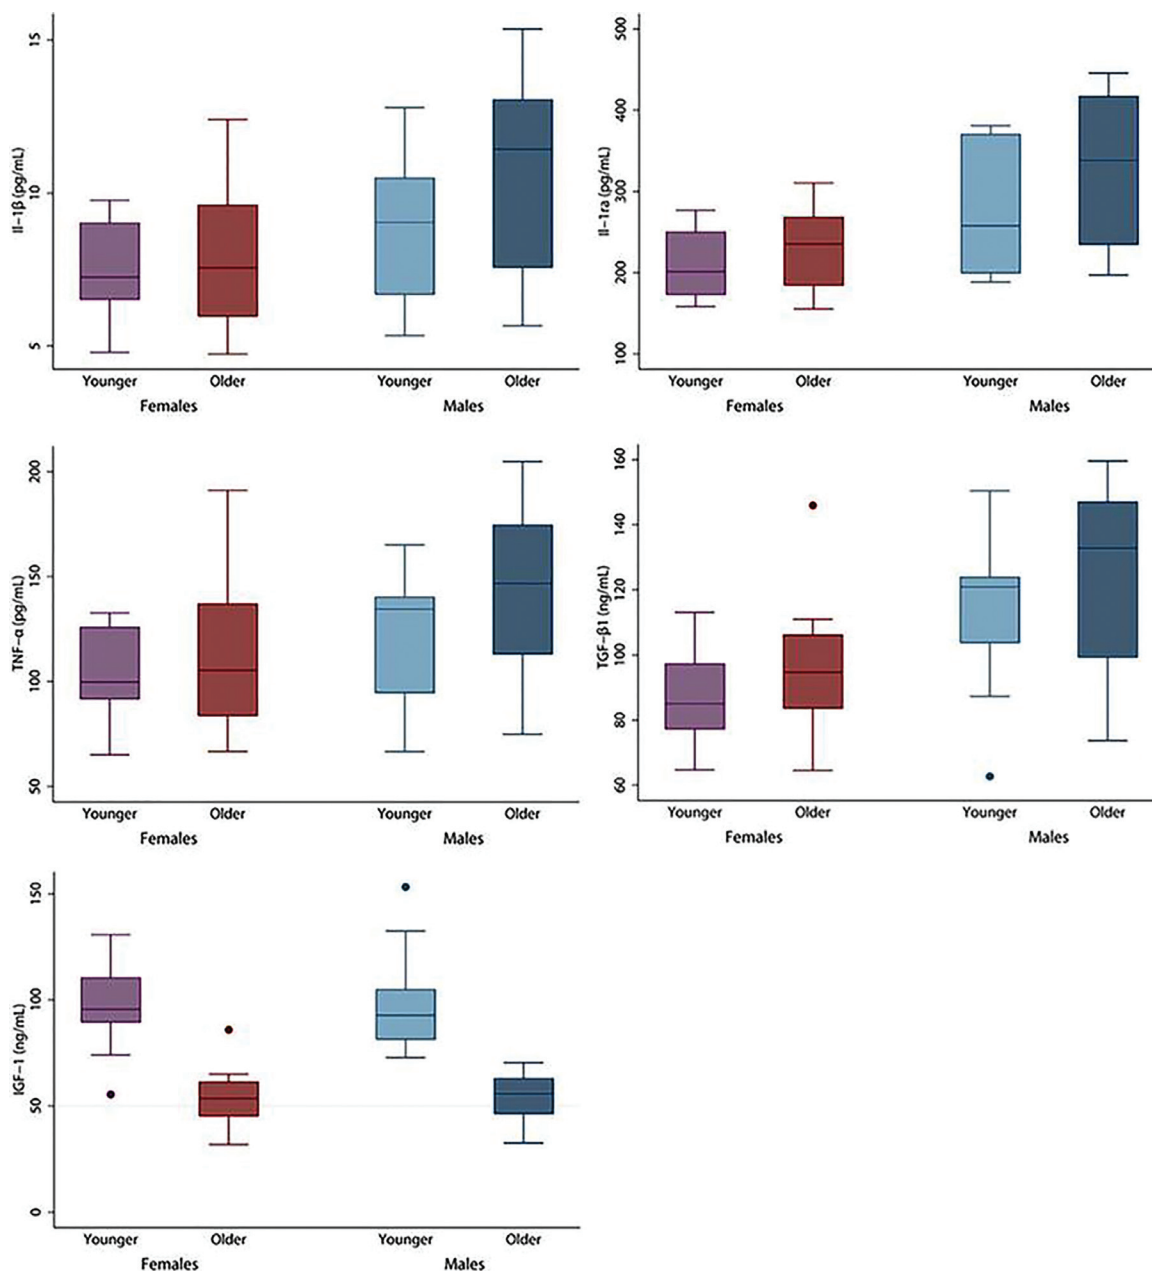 Il−1β (pg/mL)
15
10
5
Younger Older Younger Older
Females Males
Il−1ra (pg/mL)
500
400
300
200
100
Younger Older Younger Older
Females Males
TNF−α (pg/mL)
200
150
100
50
Younger Older Younger Older
Females Males
TGF−β1 (ng/mL)
160
140
120
100
80
60
Younger Older Younger Older
Females Males
IGF−1 (ng/mL)
150
100
50
0
Younger Older Younger Older
Females Males